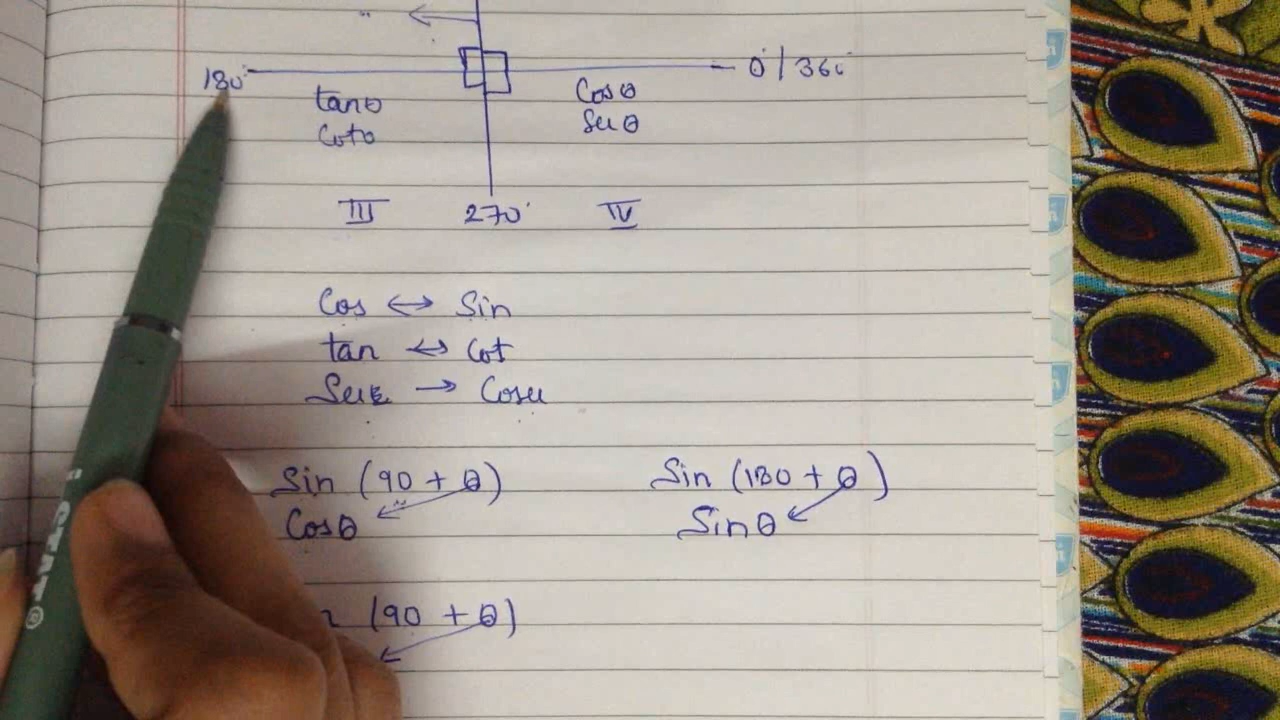 180° 0° / 360
tanθ Cosθ
Cotθ Secθ
III 270° IV
Cos ↔ Sin
tan ↔ Cot
Sec → Cosec
Sin (90 + θ) Sin (180 + θ)
Cosθ Sinθ
(90 + θ)